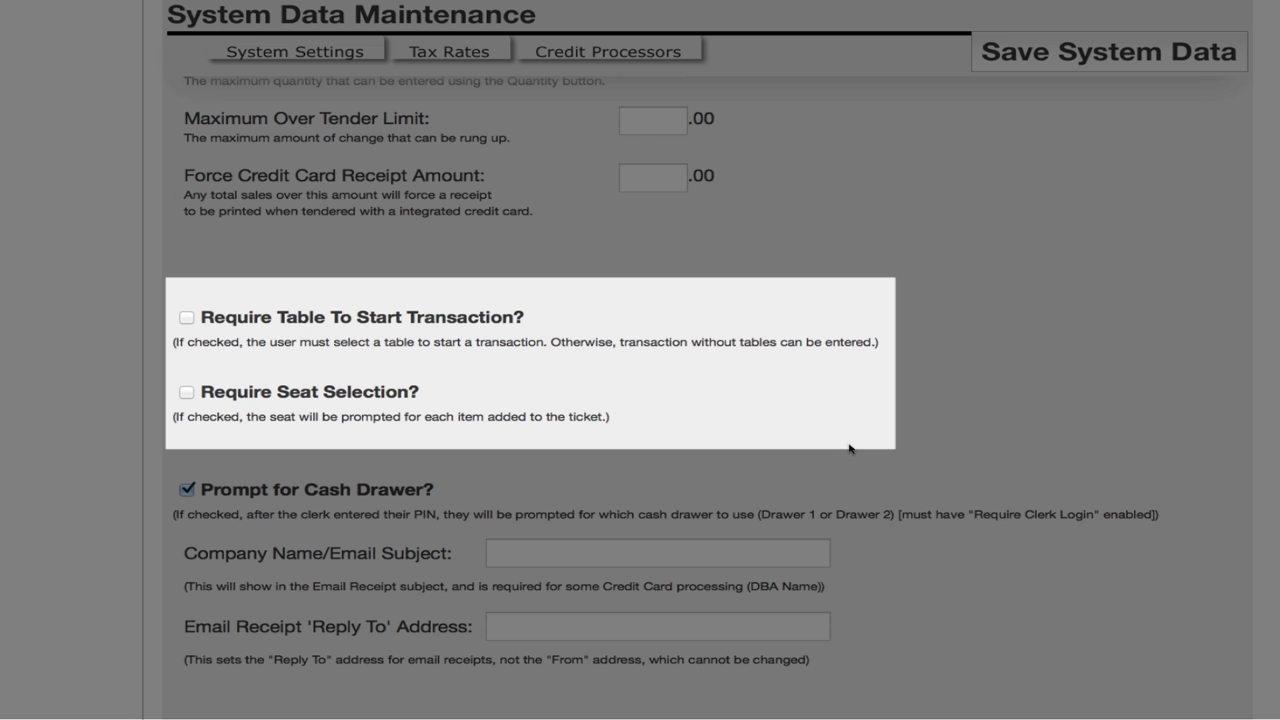 System Data Maintenance
System Settings
Tax Rates
Credit Processors
Save System Data
The maximum quantity that can be entered using the Quantity button.
Maximum Over Tender Limit:
.00
The maximum amount of change that can be rung up.
Force Credit Card Receipt Amount:
.00
Any total sales over this amount will force a receipt
to be printed when tendered with a integrated credit card.
Require Table To Start Transaction?
(If checked, the user must select a table to start a transaction. Otherwise, transaction without tables can be entered.)
Require Seat Selection?
(If checked, the seat will be prompted for each item added to the ticket.)
Prompt for Cash Drawer?
(If checked, after the clerk entered their PIN, they will be prompted for which cash drawer to use (Drawer 1 or Drawer 2) [must have "Require Clerk Login" enabled])
Company Name/Email Subject:
(This will show in the Email Receipt subject, and is required for some Credit Card processing (DBA Name))
Email Receipt 'Reply To' Address:
(This sets the "Reply To" address for email receipts, not the "From" address, which cannot be changed)